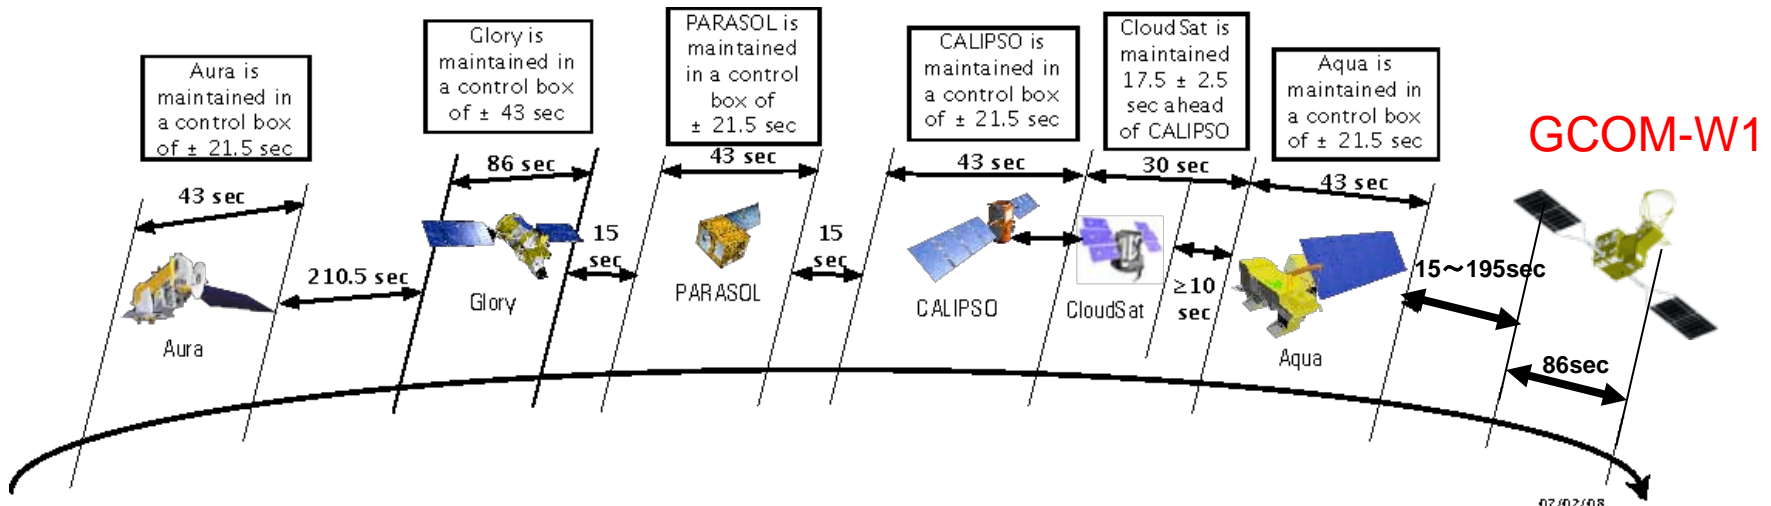 Aura is
maintained in
a control box
of ± 21.5 sec
Glory is
maintained in
a control box
of ± 43 sec
PARASOL is
maintained
in a control
box of
± 21.5 sec
CALIPSO is
maintained in
a control box
of ± 21.5 sec
CloudSat is
maintained
17.5 ± 2.5
sec ahead
of CALIPSO
Aqua is
maintained in
a control box
of ± 21.5 sec
GCOM-W1
43 sec
86 sec
43 sec
43 sec
30 sec
43 sec
210.5 sec
15
sec
15
sec
≥10
sec
15～195sec
86sec
Aura
Glory
PARASOL
CALIPSO
CloudSat
Aqua
07/02/08